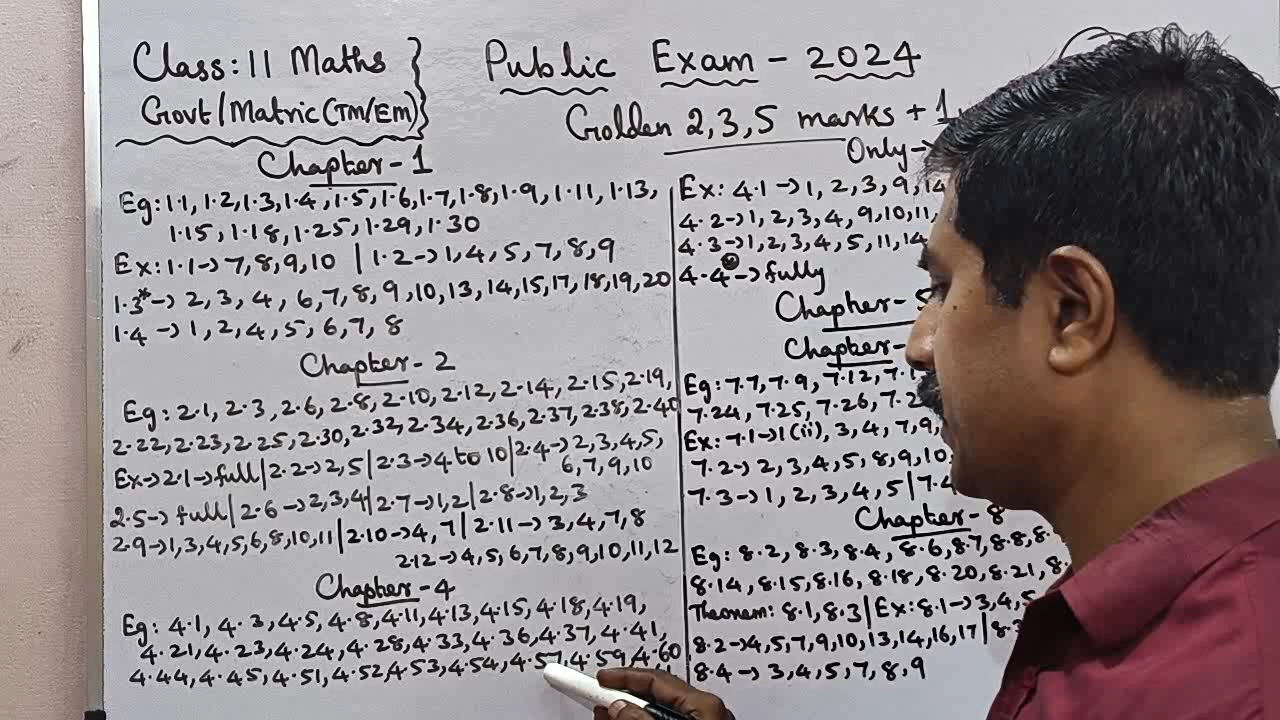 Class: 11 Maths
Govt/Matric (TM/EM)
Public Exam - 2024
Golden 2,3,5 marks + 1
Only→
Chapter-1
Eg: 1.1, 1.2, 1.3, 1.4, 1.5, 1.6, 1.7, 1.8, 1.9, 1.11, 1.13,
1.15, 1.18, 1.25, 1.29, 1.30
Ex: 1.1→ 7, 8, 9, 10 | 1.2→ 1, 4, 5, 7, 8, 9
1.3*→ 2, 3, 4, 6, 7, 8, 9, 10, 13, 14, 15, 17, 18, 19, 20
1.4 → 1, 2, 4, 5, 6, 7, 8
Chapter-2
Eg: 2.1, 2.3, 2.6, 2.8, 2.10, 2.12, 2.14, 2.15, 2.19,
2.22, 2.23, 2.25, 2.30, 2.32, 2.34, 2.36, 2.37, 2.38, 2.40
Ex→ 2.1→ full | 2.2→ 2, 5 | 2.3→ 4 to 10 | 2.4→ 2, 3, 4, 5,
6, 7, 9, 10
2.5→ full | 2.6→ 2, 3, 4 | 2.7→ 1, 2 | 2.8→ 1, 2, 3
2.9→ 1, 3, 4, 5, 6, 8, 10, 11 | 2.10→ 4, 7 | 2.11→ 3, 4, 7, 8
2.12→ 4, 5, 6, 7, 8, 9, 10, 11, 12
Chapter-4
Eg: 4.1, 4.3, 4.5, 4.8, 4.11, 4.13, 4.15, 4.18, 4.19,
4.21, 4.23, 4.24, 4.28, 4.33, 4.36, 4.37, 4.41,
4.44, 4.45, 4.51, 4.52, 4.53, 4.54, 4.57, 4.59, 4.60
Ex: 4.1→ 1, 2, 3, 9, 14
4.2→ 1, 2, 3, 4, 9, 10, 11,
4.3→ 1, 2, 3, 4, 5, 11, 14
4.4 → fully
Chapter-5
Chapter-
Eg: 7.7, 7.9, 7.12, 7.1
7.24, 7.25, 7.26, 7.2
Ex: 7.1→ 1(ii), 3, 4, 7, 9,
7.2→ 2, 3, 4, 5, 8, 9, 10,
7.3→ 1, 2, 3, 4, 5 | 7.4
Chapter-8
Eg: 8.2, 8.3, 8.4, 8.6, 8.7, 8.8, 8.
8.14, 8.15, 8.16, 8.18, 8.20, 8.21, 8.
Theorem: 8.1, 8.3 | Ex: 8.1→ 3, 4, 5
8.2→ 4, 5, 7, 9, 10, 13, 14, 16, 17 | 8.3
8.4→ 3, 4, 5, 7, 8, 9